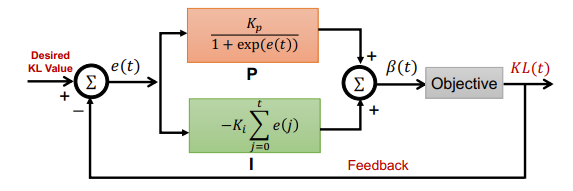 Desired
KL Value
+
−
Σ
e(t)
K_p
1 + exp(e(t))
P
t
−K_i ∑ e(j)
j=0
I
+
Σ
+
β(t)
Objective
KL(t)
Feedback